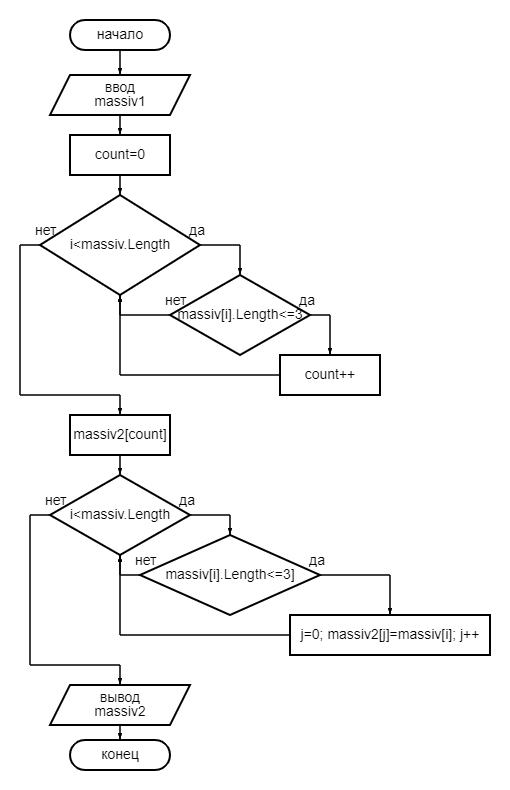 начало
ввод
massiv1
count=0
нет
да
i<massiv.Length
нет
да
massiv[i].Length<=3
count++
massiv2[count]
нет
да
i<massiv.Length
нет
да
massiv[i].Length<=3]
j=0; massiv2[j]=massiv[i]; j++
вывод
massiv2
конец